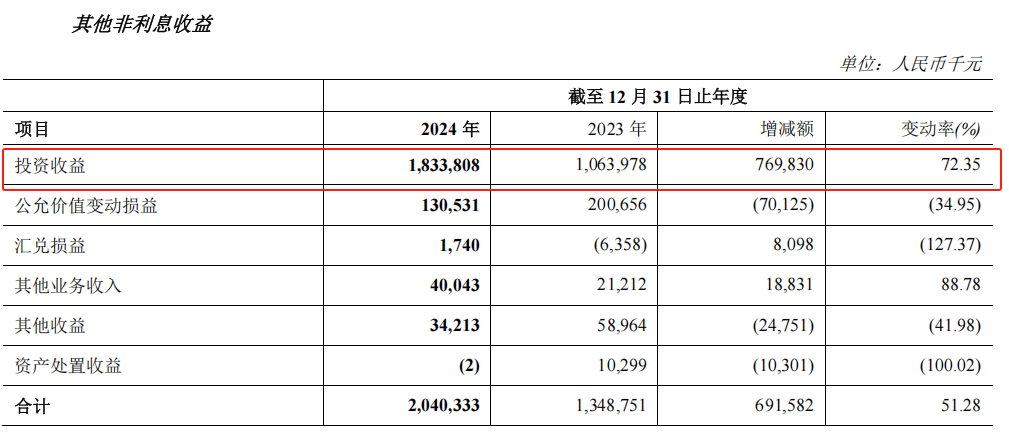 其他非利息收益
单位：人民币千元
截至 12 月 31 日止年度
项目 2024 年 2023 年 增减额 变动率(%)
投资收益 1,833,808 1,063,978 769,830 72.35
公允价值变动损益 130,531 200,656 (70,125) (34.95)
汇兑损益 1,740 (6,358) 8,098 (127.37)
其他业务收入 40,043 21,212 18,831 88.78
其他收益 34,213 58,964 (24,751) (41.98)
资产处置收益 (2) 10,299 (10,301) (100.02)
合计 2,040,333 1,348,751 691,582 51.28